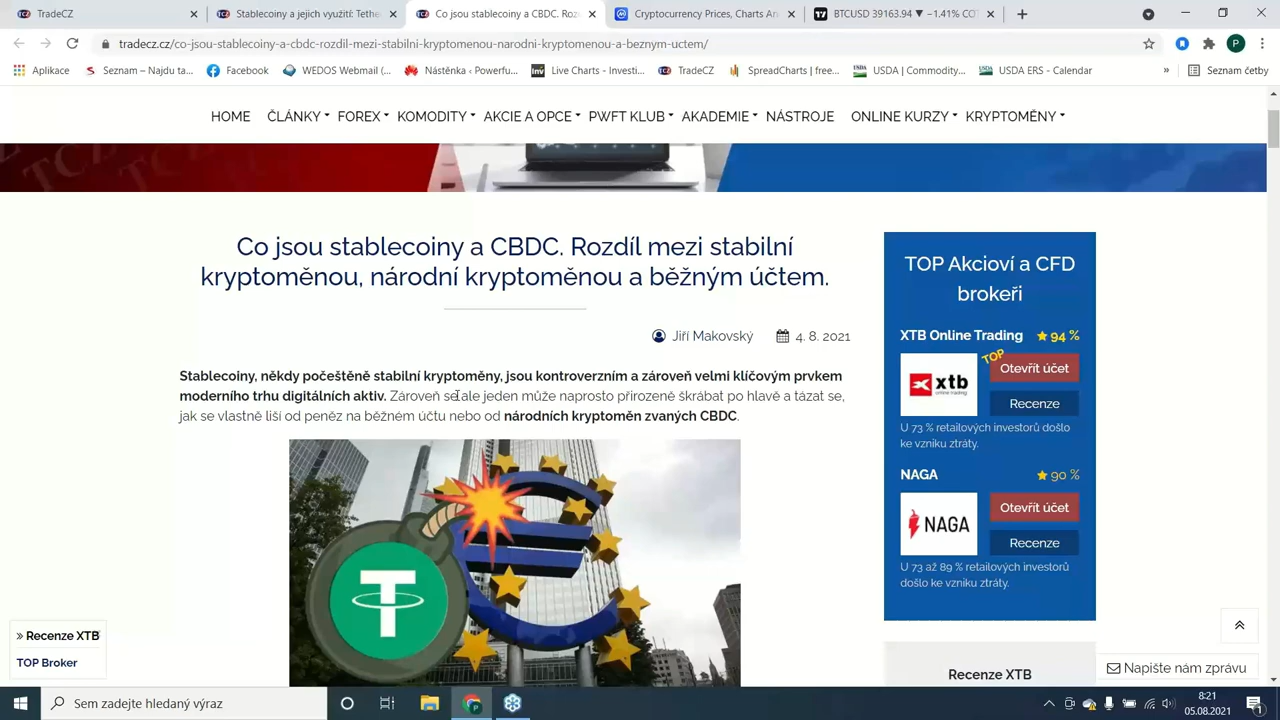 TradeCZ
Stablecoiny a jejich využití: Tethe
Co jsou stablecoiny a CBDC. Roz
Cryptocurrency Prices, Charts An
BTCUSD 39163.94 ▼ −1.41% CO
tradecz.cz/co-jsou-stablecoiny-a-cbdc-rozdil-mezi-stabilni-kryptomenou-narodni-kryptomenou-a-beznym-uctem/
P
Aplikace
Seznam – Najdu ta...
Facebook
WEDOS Webmail (...
Nástěnka ‹ Powerfu...
Live Charts - Investi...
TradeCZ
SpreadCharts | free...
USDA | Commodity...
USDA ERS - Calendar
»
Seznam četby
HOME ČLÁNKY FOREX KOMODITY AKCIE A OPCE PWFT KLUB AKADEMIE NÁSTROJE ONLINE KURZY KRYPTOMĚNY
TCZ
Co jsou stablecoiny a CBDC. Rozdíl mezi stabilní
kryptoměnou, národní kryptoměnou a běžným účtem.
Jiří Makovský 4. 8. 2021
Stablecoiny, někdy počeštěně stabilní kryptoměny, jsou kontroverzním a zároveň velmi klíčovým prvkem
moderního trhu digitálních aktiv. Zároveň se ale jeden může naprosto přirozeně škrábat po hlavě a tázat se,
jak se vlastně liší od peněz na běžném účtu nebo od národních kryptoměn zvaných CBDC.
TOP Akcioví a CFD
brokeři
XTB Online Trading 94 %
TOP
xtb
Otevřít účet
Recenze
U 73 % retailových investorů došlo
ke vzniku ztráty.
NAGA 90 %
NAGA
Otevřít účet
Recenze
U 73 až 89 % retailových investorů
došlo ke vzniku ztráty.
Recenze XTB
» Recenze XTB
TOP Broker
Napište nám zprávu
Sem zadejte hledaný výraz
8:21
05.08.2021
1